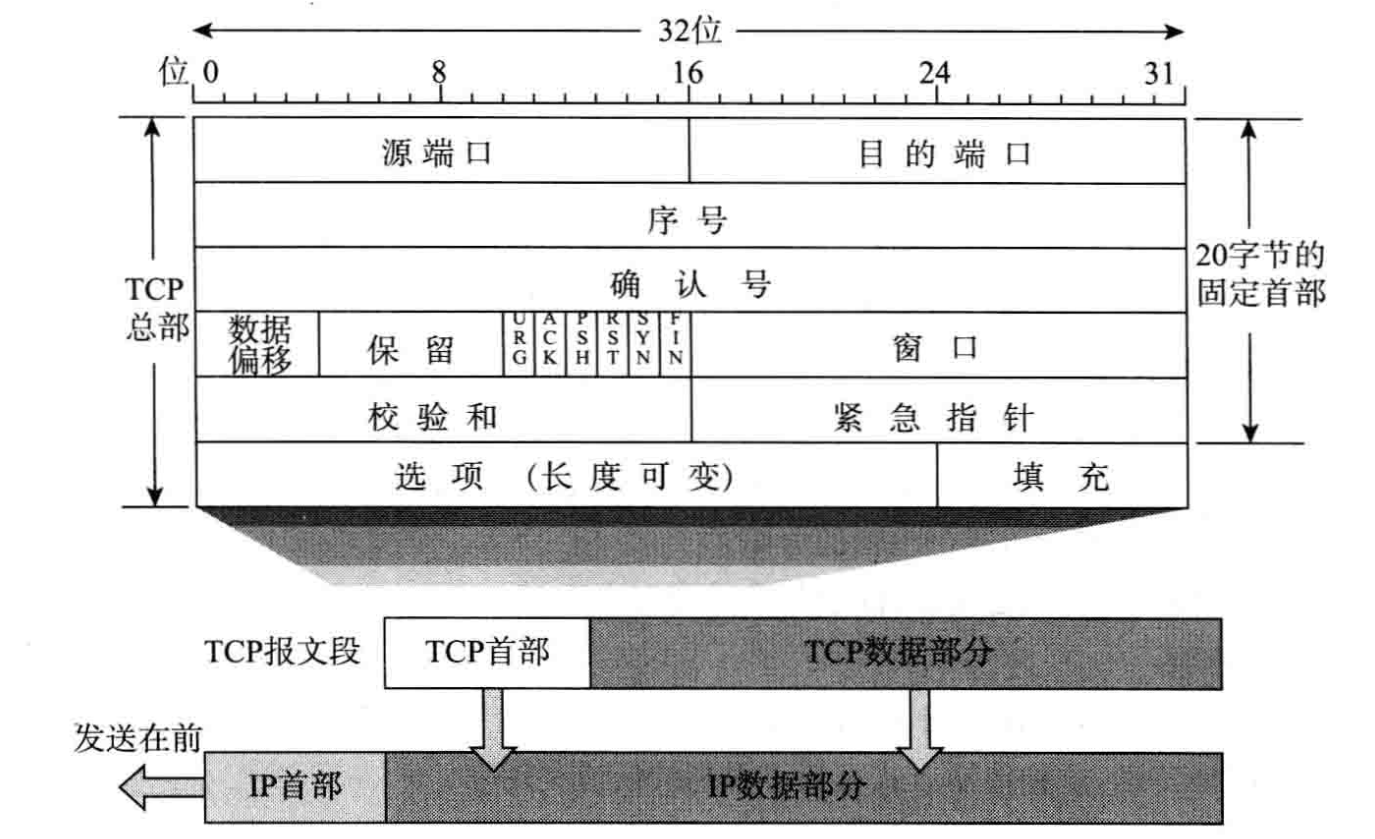 32位
位 0 8 16 24 31
源端口 目的端口
序号
确认号
TCP
总部
数据
偏移
保留
URG
ACK
PSH
RST
SYN
FIN
窗口
20字节的
固定首部
校验和 紧急指针
选项 (长度可变) 填充
TCP报文段 TCP首部 TCP数据部分
发送在前
IP首部 IP数据部分